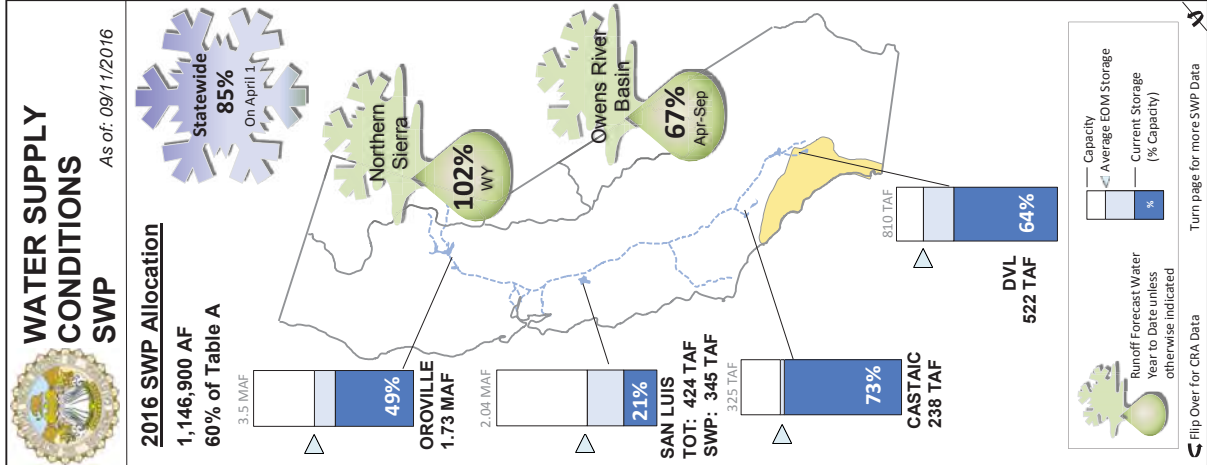 WATER SUPPLY
CONDITIONS
SWP
As of: 09/11/2016
2016 SWP Allocation
1,146,900 AF
60% of Table A
Statewide
85%
On April 1
Northern
Sierra
102%
WY
Owens River
Basin
67%
Apr-Sep
3.5 MAF
49%
OROVILLE
1.73 MAF
2.04 MAF
21%
SAN LUIS
TOT: 424 TAF
SWP: 345 TAF
325 TAF
73%
CASTAIC
238 TAF
810 TAF
64%
DVL
522 TAF
Runoff Forecast Water
Year to Date unless
otherwise indicated
%
Capacity
Average EOM Storage
Current Storage
(% Capacity)
Flip Over for CRA Data
Turn page for more SWP Data